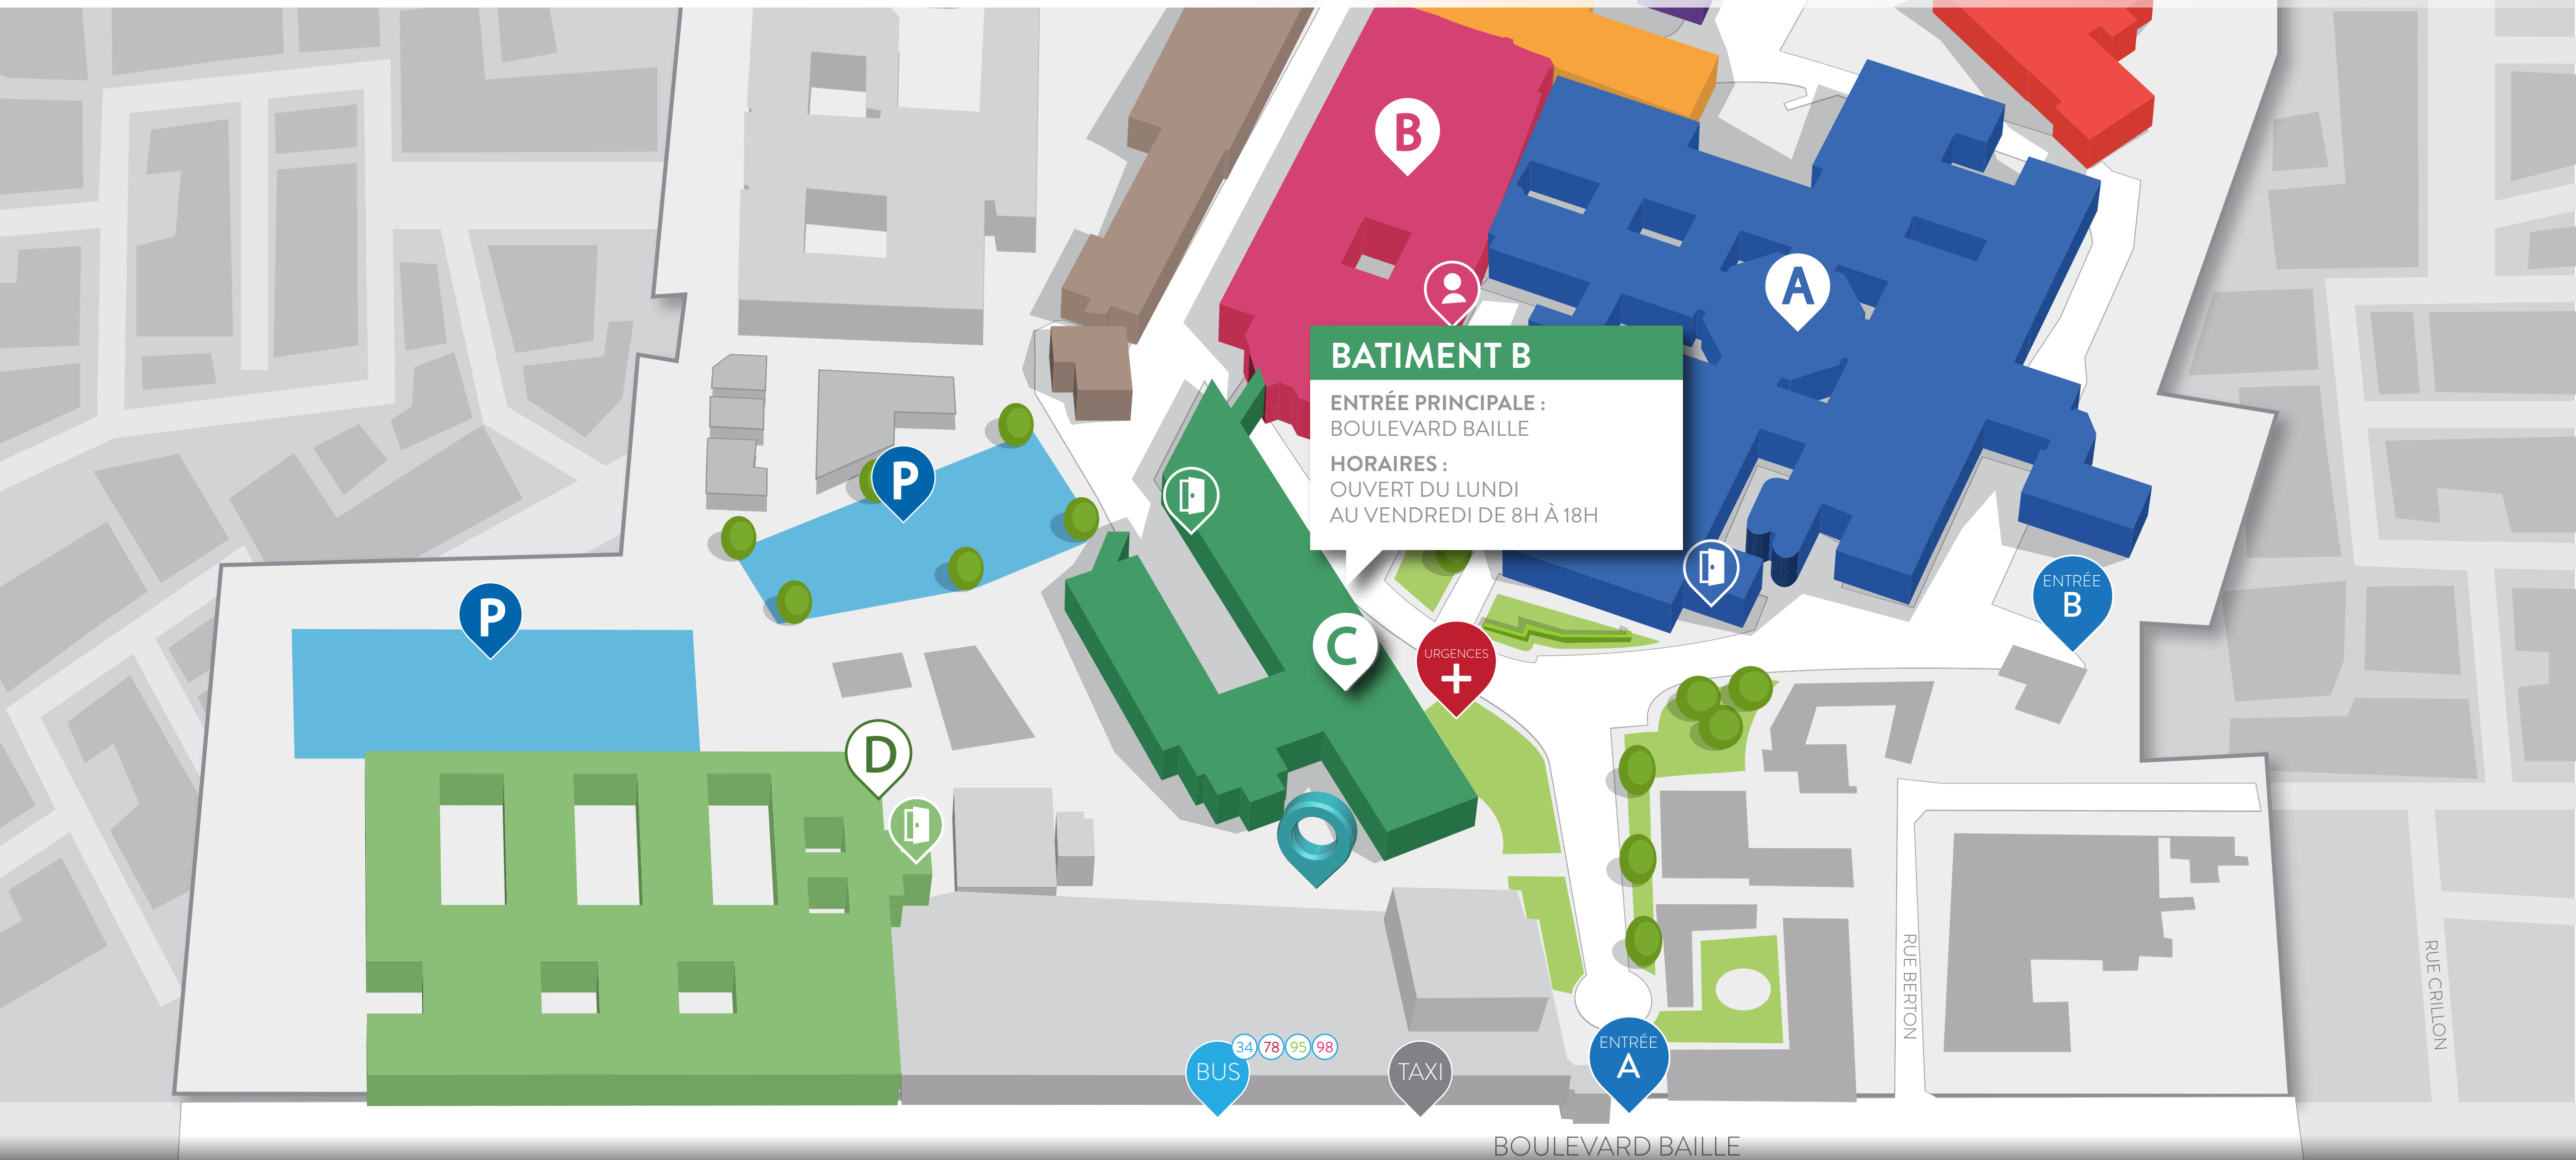 B
A
BATIMENT B
ENTRÉE PRINCIPALE :
BOULEVARD BAILLE
HORAIRES :
OUVERT DU LUNDI
AU VENDREDI DE 8H À 18H
P
P
ENTRÉE
B
C
URGENCES
+
D
RUE BERTON
RUE CRILLON
BUS
34 78 95 98
TAXI
ENTRÉE
A
BOULEVARD BAILLE